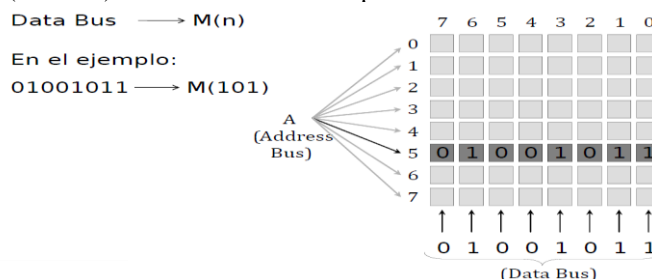 Data Bus → M(n)
En el ejemplo:
01001011 → M(101)
7 6 5 4 3 2 1 0
0
1
2
3
4
A
(Address
Bus)
5 0 1 0 0 1 0 1 1
6
7
0 1 0 0 1 0 1 1
(Data Bus)